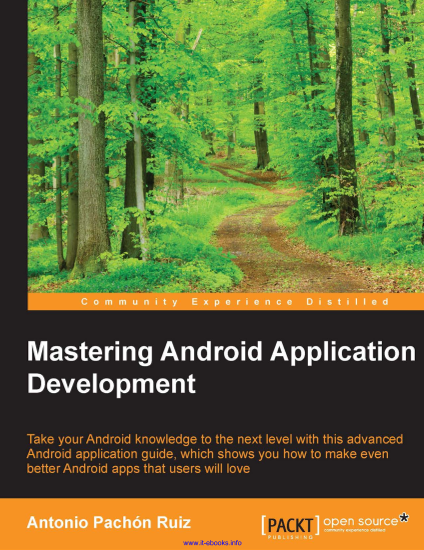 Community Experience Distilled
Mastering Android Application
Development
Take your Android knowledge to the next level with this advanced
Android application guide, which shows you how to make even
better Android apps that users will love
Antonio Pachón Ruiz
[PACKT] open source*
PUBLISHING community experience distilled
www.it-ebooks.info